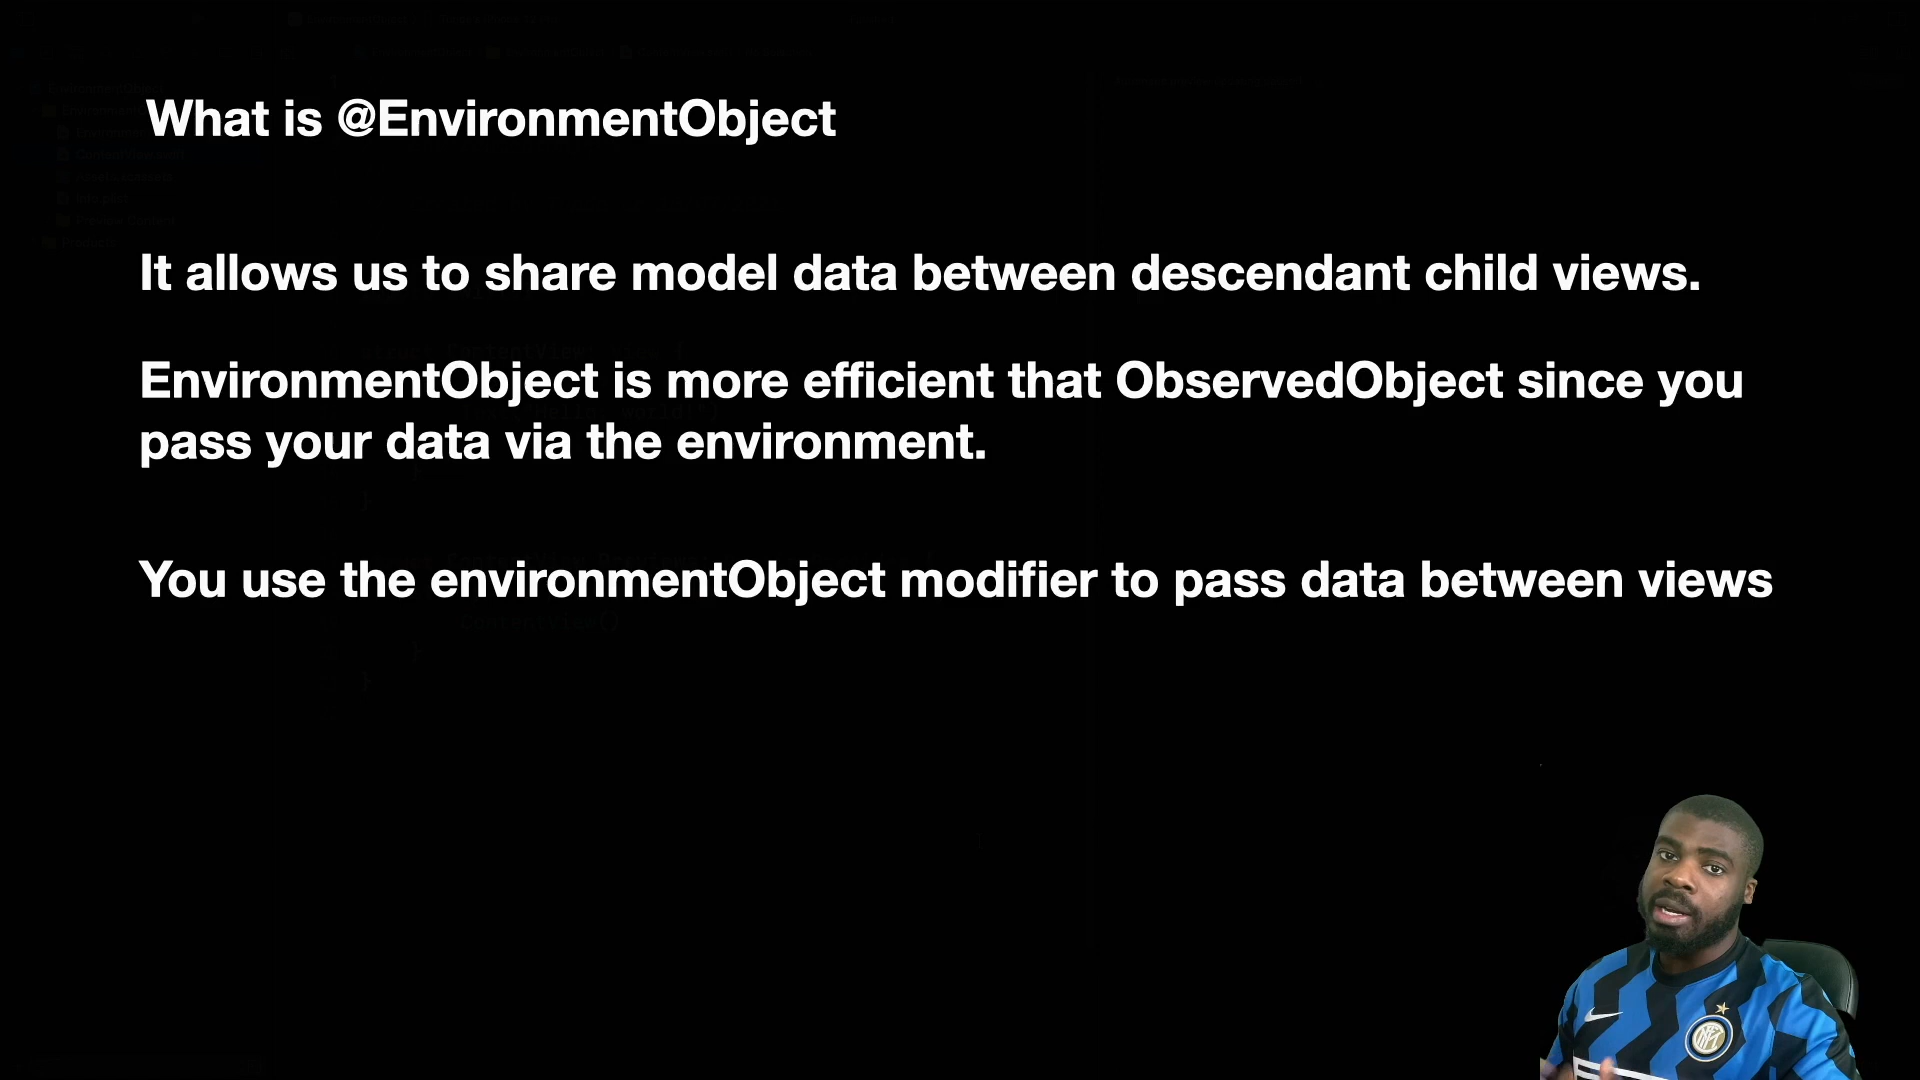 What is @EnvironmentObject
It allows us to share model data between descendant child views.
EnvironmentObject is more efficient that ObservedObject since you
pass your data via the environment.
You use the environmentObject modifier to pass data between views